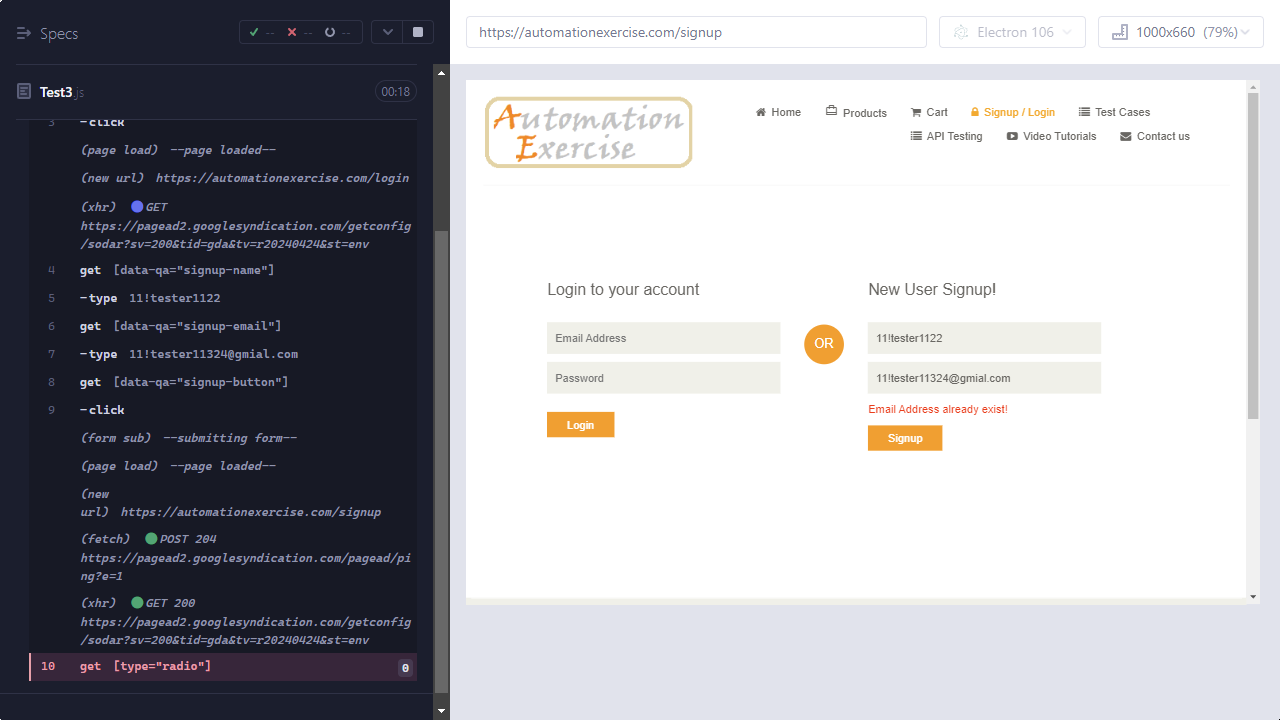 Specs
-- -- --
Test3.js
00:18
3 -click
(page load) --page loaded--
(new url) https://automationexercise.com/login
(xhr) GET
https://pagead2.googlesyndication.com/getconfig
/sodar?sv=200&tid=gda&tv=r20240424&st=env
4 get [data-qa="signup-name"]
5 -type 11!tester1122
6 get [data-qa="signup-email"]
7 -type 11!tester11324@gmial.com
8 get [data-qa="signup-button"]
9 -click
(form sub) --submitting form--
(page load) --page loaded--
(new
url) https://automationexercise.com/signup
(fetch) POST 204
https://pagead2.googlesyndication.com/pagead/pi
ng?e=1
(xhr) GET 200
https://pagead2.googlesyndication.com/getconfig
/sodar?sv=200&tid=gda&tv=r20240424&st=env
10 get [type="radio"] 0
https://automationexercise.com/signup
Electron 106
1000x660 (79%)
Automation
Exercise
Home Products Cart Signup / Login Test Cases
API Testing Video Tutorials Contact us
Login to your account
Email Address
Password
Login
OR
New User Signup!
11!tester1122
11!tester11324@gmial.com
Email Address already exist!
Signup